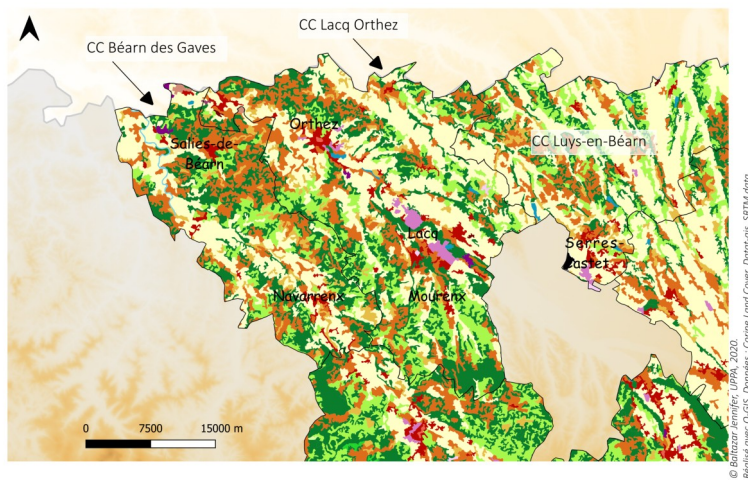 CC Béarn des Gaves
CC Lacq Orthez
Orthez
CC Luys-en-Béarn
Salies-de-
Béarn
Lacq
Serres-
Castet
Navarrenx
Mourenx
0 7500 15000 m
© Baltazar Jennifer, UPPA, 2020.
Réalisé avec Q-GIS. Données : Corine Land Cover, Datat-ais, SRTM data